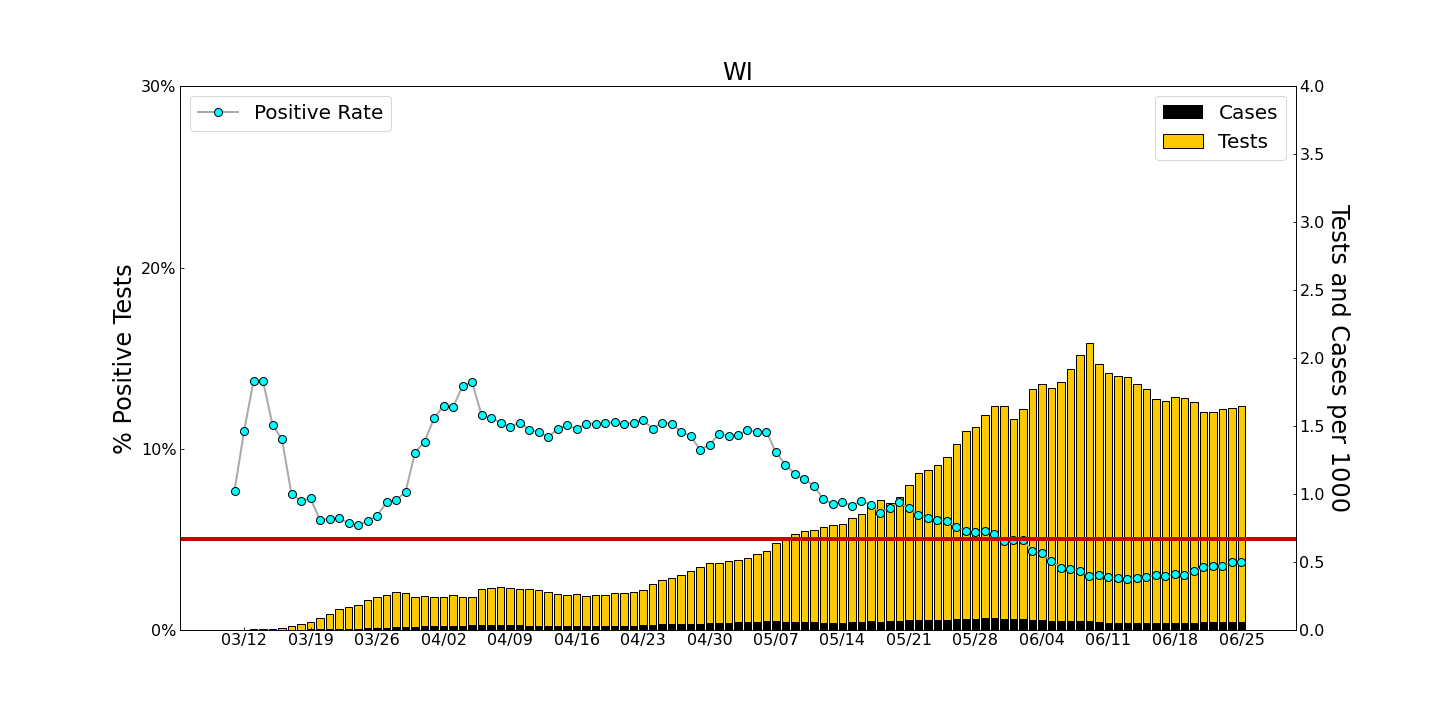 WI
30%
20%
10%
0%
% Positive Tests
Positive Rate
Cases
Tests
4.0
3.5
3.0
2.5
2.0
1.5
1.0
0.5
0.0
Tests and Cases per 1000
03/12 03/19 03/26 04/02 04/09 04/16 04/23 04/30 05/07 05/14 05/21 05/28 06/04 06/11 06/18 06/25